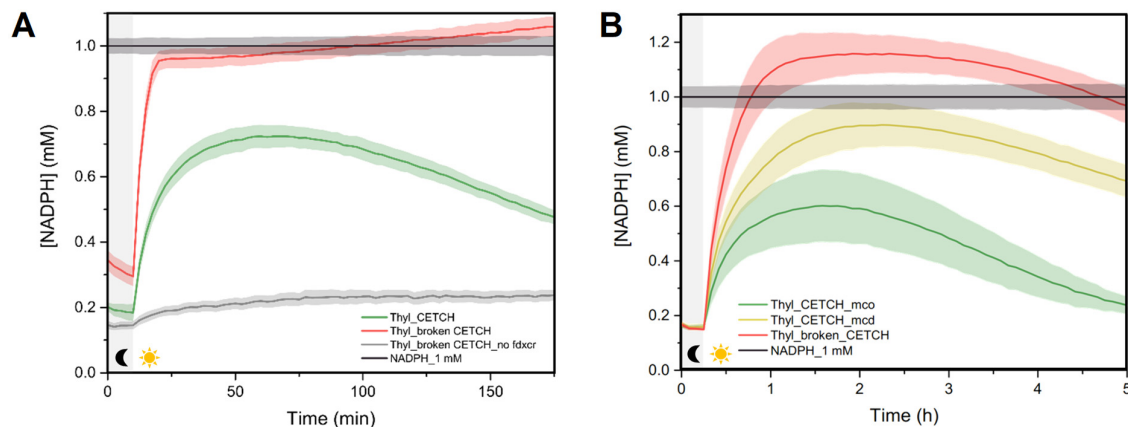 A
[NADPH] (mM)
1.0
0.8
0.6
0.4
0.2
0.0
Thyl_CETCH
Thyl_broken CETCH
Thyl_broken CETCH_no fdxcr
NADPH_1 mM
0 50 100 150
Time (min)
B
[NADPH] (mM)
1.2
1.0
0.8
0.6
0.4
0.2
0.0
Thyl_CETCH_mco
Thyl_CETCH_mcd
Thyl_broken_CETCH
NADPH_1 mM
0 1 2 3 4 5
Time (h)